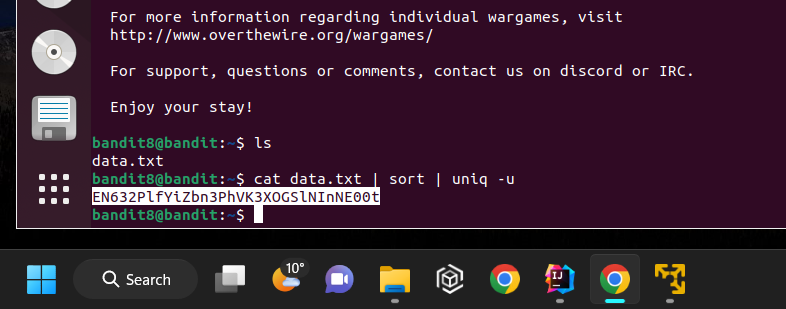 For more information regarding individual wargames, visit
http://www.overthewire.org/wargames/
For support, questions or comments, contact us on discord or IRC.
Enjoy your stay!
bandit8@bandit:~$ ls
data.txt
bandit8@bandit:~$ cat data.txt | sort | uniq -u
EN632PlfYiZbn3PhVK3XOGSlNInNE00t
bandit8@bandit:~$
Search
10°
IJ